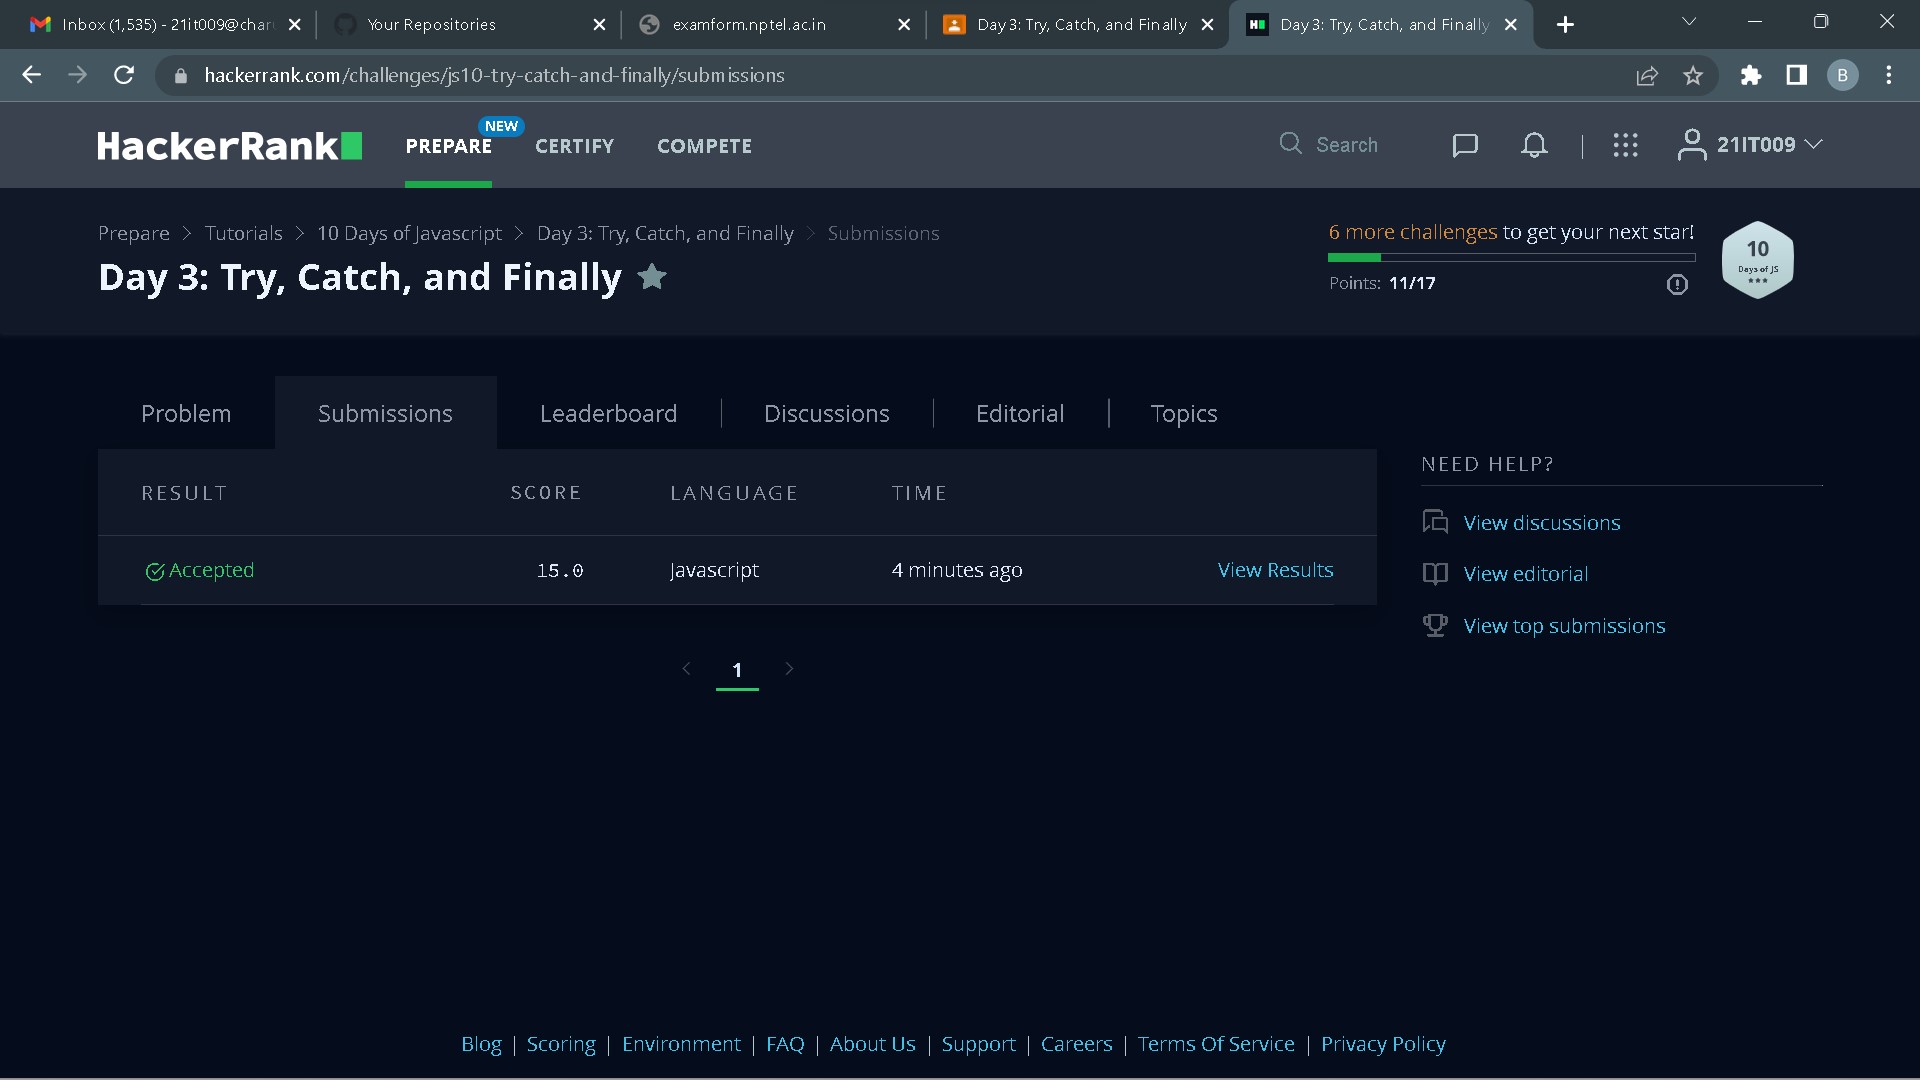 Inbox (1,535) - 21it009@char
Your Repositories
examform.nptel.ac.in
Day 3: Try, Catch, and Finally
Day 3: Try, Catch, and Finally
hackerrank.com/challenges/js10-try-catch-and-finally/submissions
B
HackerRank
PREPARE
NEW
CERTIFY
COMPETE
Search
21IT009
Prepare > Tutorials > 10 Days of Javascript > Day 3: Try, Catch, and Finally > Submissions
Day 3: Try, Catch, and Finally
6 more challenges to get your next star!
Points: 11/17
10
Days of JS
Problem
Submissions
Leaderboard
Discussions
Editorial
Topics
RESULT SCORE LANGUAGE TIME
Accepted 15.0 Javascript 4 minutes ago View Results
1
NEED HELP?
View discussions
View editorial
View top submissions
Blog | Scoring | Environment | FAQ | About Us | Support | Careers | Terms Of Service | Privacy Policy